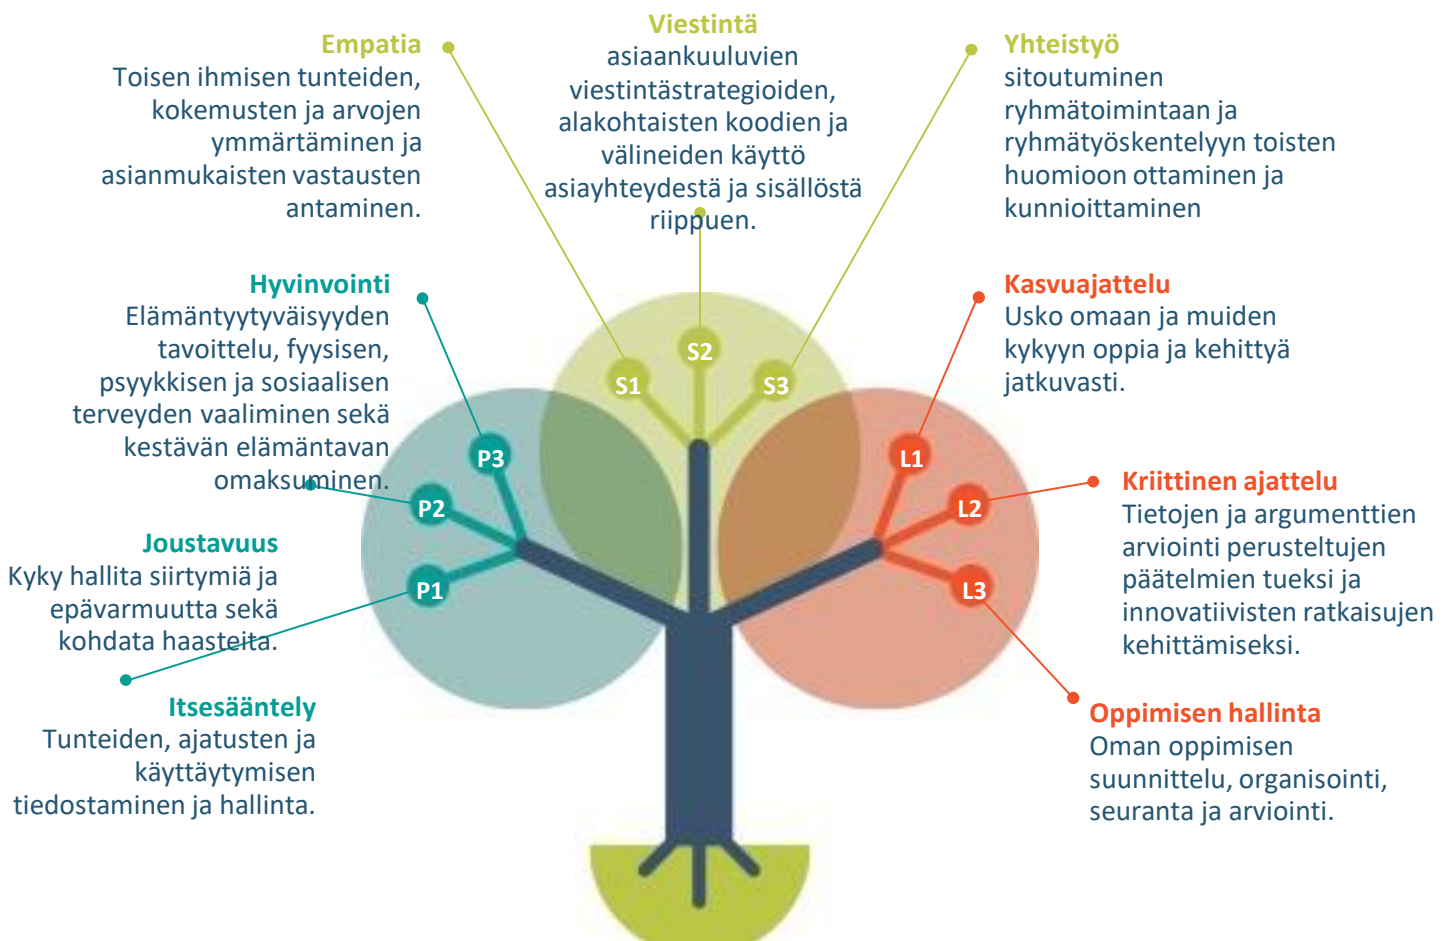 Empatia
Toisen ihmisen tunteiden,
kokemusten ja arvojen
ymmärtäminen ja
asianmukaisten vastausten
antaminen.
Viestintä
asiaankuuluvien
viestintästrategioiden,
alakohtaisten koodien ja
välineiden käyttö
asiayhteydestä ja sisällöstä
riippuen.
Yhteistyö
sitoutuminen
ryhmätoimintaan ja
ryhmätyöskentelyyn toisten
huomioon ottaminen ja
kunnioittaminen
Hyvinvointi
Elämäntyytyväisyyden
tavoittelu, fyysisen,
psyykkisen ja sosiaalisen
terveyden vaaliminen sekä
kestävän elämäntavan
omaksuminen.
Joustavuus
Kyky hallita siirtymiä ja
epävarmuutta sekä
kohdata haasteita.
Itsesääntely
Tunteiden, ajatusten ja
käyttäytymisen
tiedostaminen ja hallinta.
P3
P2
P1
S1
S2
S3
L1
L2
L3
Kasvuajattelu
Usko omaan ja muiden
kykyyn oppia ja kehittyä
jatkuvasti.
Kriittinen ajattelu
Tietojen ja argumenttien
arviointi perusteltujen
päätelmien tueksi ja
innovatiivisten ratkaisujen
kehittämiseksi.
Oppimisen hallinta
Oman oppimisen
suunnittelu, organisointi,
seuranta ja arviointi.